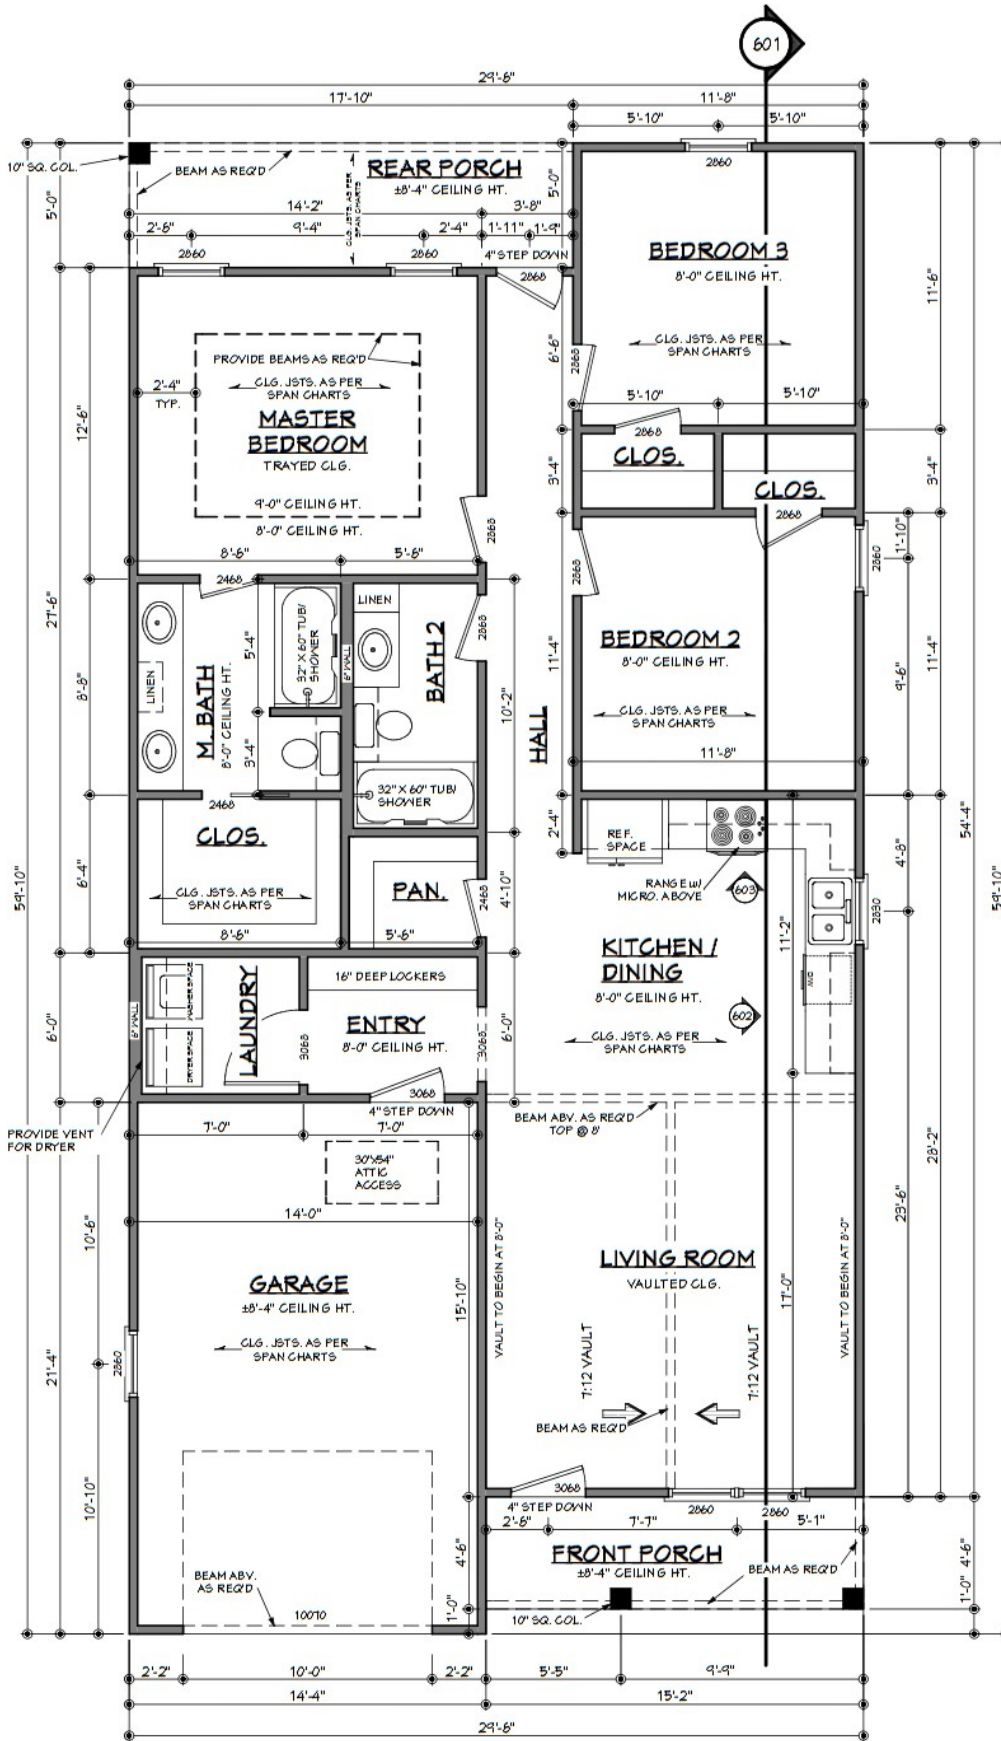 601
29'-6"
17'-10"
11'-8"
5'-10"
5'-10"
10" SQ. COL.
BEAM AS REQ'D
REAR PORCH
±8'-4" CEILING HT.
2860
5'-0"
5'-0"
CLG. JSTS. AS PER
SPAN CHARTS
14'-2"
3'-8"
2'-6"
9'-4"
2'-4"
1'-11"
1'-9"
2860
2860
4" STEP DOWN
2868
BEDROOM 3
8'-0" CEILING HT.
11'-6"
6'-6"
2868
CLG. JSTS. AS PER
SPAN CHARTS
PROVIDE BEAMS AS REQ'D
2'-4"
TYP.
CLG. JSTS. AS PER
SPAN CHARTS
MASTER
BEDROOM
TRAYED CLG.
9'-0" CEILING HT.
8'-0" CEILING HT.
12'-6"
5'-10"
5'-10"
2868
CLOS.
CLOS.
3'-4"
3'-4"
2868
2868
8'-6"
5'-6"
2868
2860
1'-10"
2468
LINEN
2868
27'-6"
32" X 60" TUB/
SHOWER
5'-4"
6" WALL
BATH 2
LINEN
M. BATH
8'-0" CEILING HT.
8'-8"
3'-4"
10'-2"
HALL
11'-4"
BEDROOM 2
8'-0" CEILING HT.
CLG. JSTS. AS PER
SPAN CHARTS
11'-8"
9'-6"
11'-4"
32" X 60" TUB/
SHOWER
2468
CLOS.
CLG. JSTS. AS PER
SPAN CHARTS
6'-4"
8'-6"
PAN.
5'-6"
2468
4'-10"
2'-4"
REF.
SPACE
RANGE W/
MICRO. ABOVE
603
2830
4'-8"
54'-4"
59'-10"
59'-10"
KITCHEN /
DINING
8'-0" CEILING HT.
11'-2"
DW
602
CLG. JSTS. AS PER
SPAN CHARTS
6" WALL
WASHER SPACE
DRYER SPACE
LAUNDRY
16" DEEP LOCKERS
ENTRY
8'-0" CEILING HT.
3068
3068
3068
4" STEP DOWN
6'-0"
6'-0"
PROVIDE VENT
FOR DRYER
BEAM ABV. AS REQ'D
TOP @ 8'
28'-2"
7'-0"
7'-0"
30"x54"
ATTIC
ACCESS
14'-0"
10'-6"
23'-6"
GARAGE
±8'-4" CEILING HT.
CLG. JSTS. AS PER
SPAN CHARTS
15'-10"
VAULT TO BEGIN AT 8'-0"
LIVING ROOM
VAULTED CLG.
17'-0"
VAULT TO BEGIN AT 8'-0"
7:12 VAULT
7:12 VAULT
BEAM AS REQ'D
2860
21'-4"
10'-10"
3068
4" STEP DOWN
2860
2860
2'-6"
7'-7"
5'-1"
4'-6"
FRONT PORCH
±8'-4" CEILING HT.
BEAM AS REQ'D
4'-6"
BEAM ABV.
AS REQ'D
10070
1'-0"
10" SQ. COL.
1'-0"
2'-2"
10'-0"
2'-2"
5'-5"
9'-9"
14'-4"
15'-2"
29'-6"